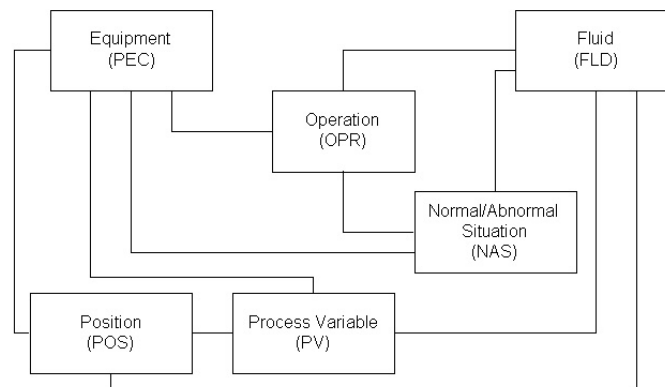 Equipment
(PEC)
Fluid
(FLD)
Operation
(OPR)
Normal/Abnormal
Situation
(NAS)
Position
(POS)
Process Variable
(PV)